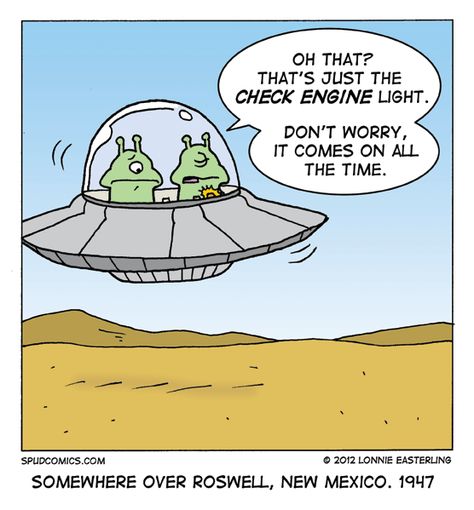 OH THAT?
THAT'S JUST THE
CHECK ENGINE LIGHT.
DON'T WORRY,
IT COMES ON ALL
THE TIME.
SPUDCOMICS.COM
© 2012 LONNIE EASTERLING
SOMEWHERE OVER ROSWELL, NEW MEXICO. 1947